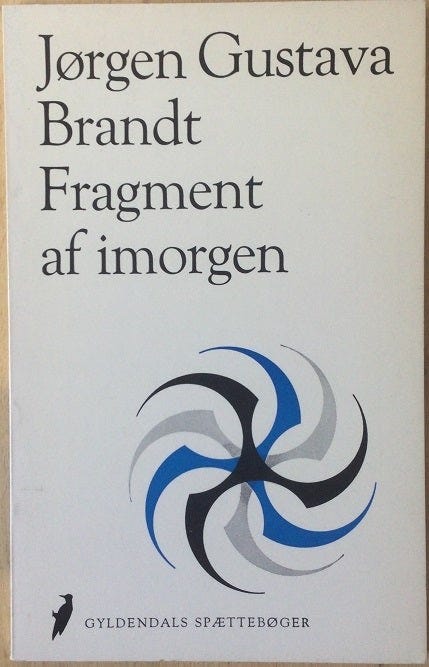 Jørgen Gustava
Brandt
Fragment
af imorgen
GYLDENDALS SPÆTTEBØGER